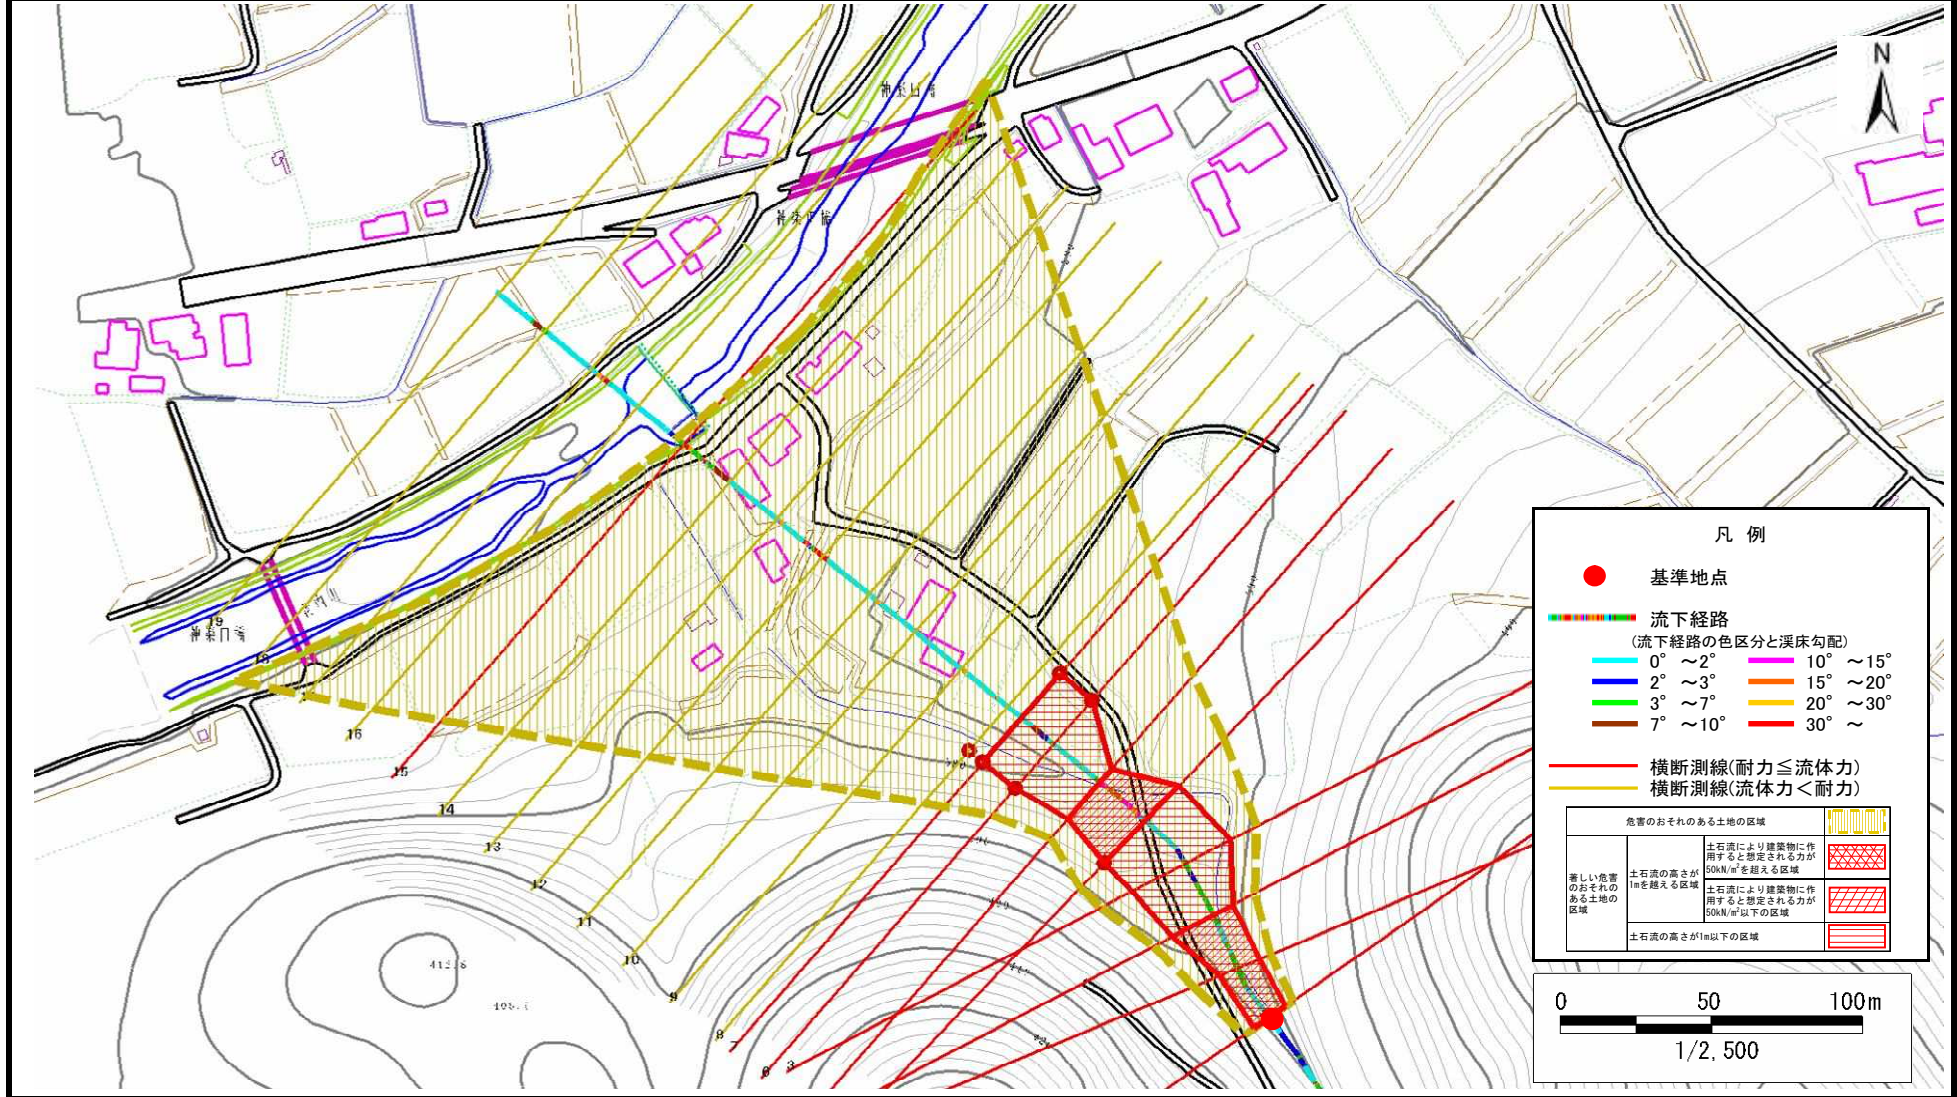 N
19
18
16
15
14
13
12
11
10
9
8
7
6
3
凡 例
基準地点
流下経路
(流下経路の色区分と渓床勾配)
0° ～2° 10° ～15°
2° ～3° 15° ～20°
3° ～7° 20° ～30°
7° ～10° 30° ～
横断測線(耐力≦流体力)
横断測線(流体力＜耐力)
危害のおそれのある土地の区域
著しい危害
のおそれの
ある土地の
区域
土石流の高さが
1mを越える区域
土石流により建築物に作
用すると想定される力が
50kN/m²を超える区域
土石流により建築物に作
用すると想定される力が
50kN/m²以下の区域
土石流の高さが1m以下の区域
0 50 100m
1/2,500